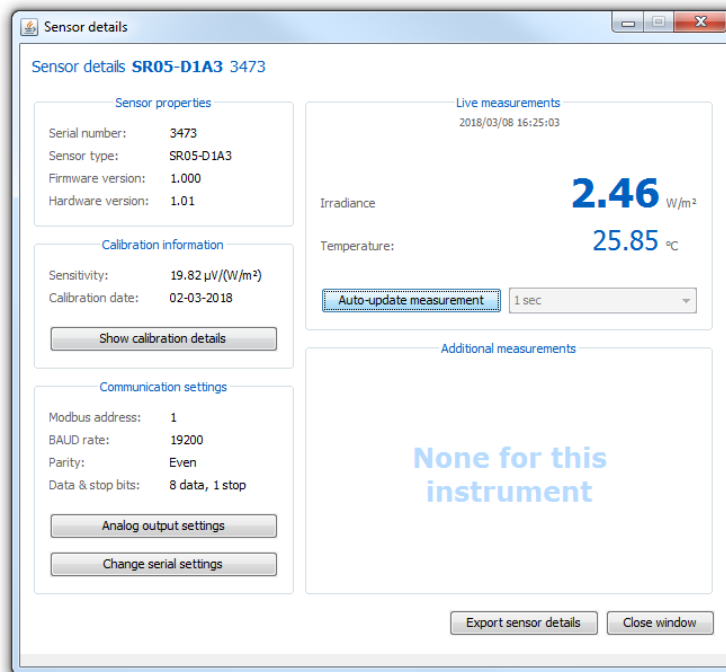 Sensor details
Sensor details SR05-D1A3 3473
Sensor properties
Serial number: 3473
Sensor type: SR05-D1A3
Firmware version: 1.000
Hardware version: 1.01
Calibration information
Sensitivity: 19.82 µV/(W/m²)
Calibration date: 02-03-2018
Show calibration details
Communication settings
Modbus address: 1
BAUD rate: 19200
Parity: Even
Data & stop bits: 8 data, 1 stop
Analog output settings
Change serial settings
Live measurements
2018/03/08 16:25:03
Irradiance 2.46 W/m²
Temperature: 25.85 °C
Auto-update measurement 1 sec
Additional measurements
None for this
instrument
Export sensor details Close window